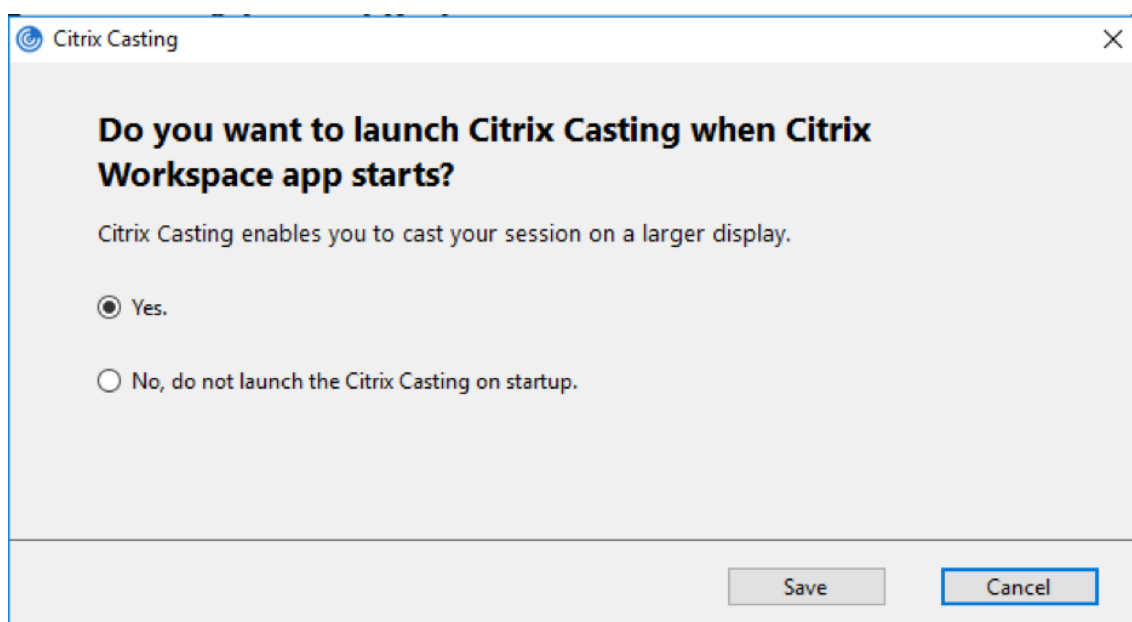 Citrix Casting
Do you want to launch Citrix Casting when Citrix
Workspace app starts?
Citrix Casting enables you to cast your session on a larger display.
Yes.
No, do not launch the Citrix Casting on startup.
Save
Cancel